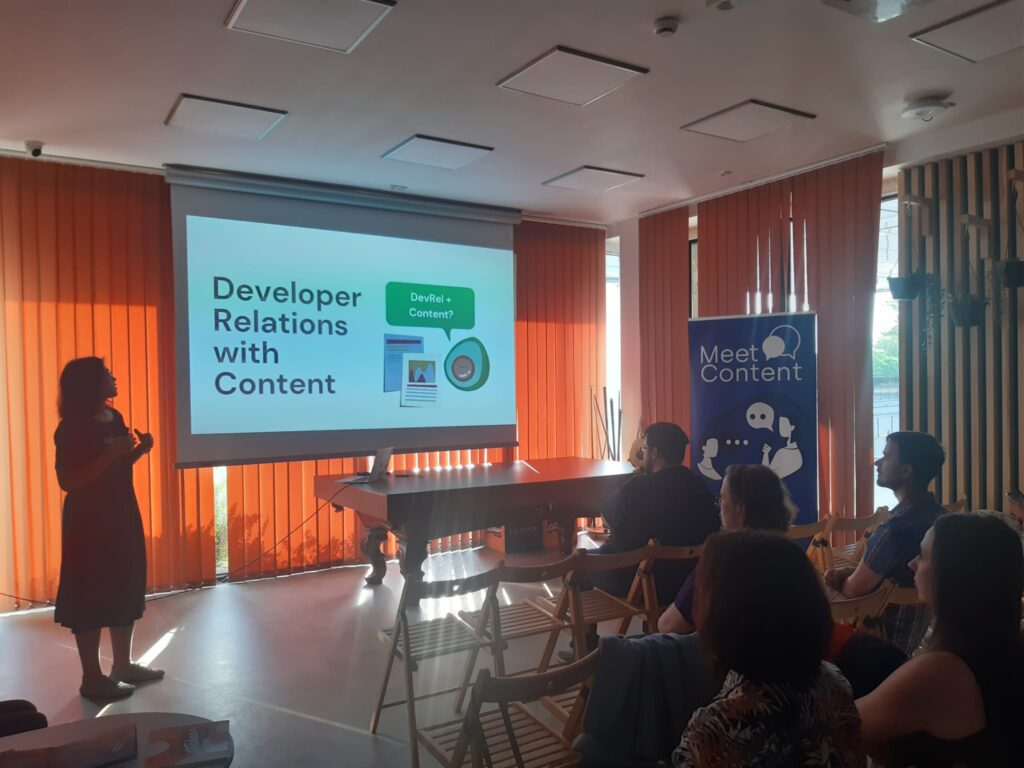 Developer
Relations
with
Content
DevRel +
Content?
Meet
Content